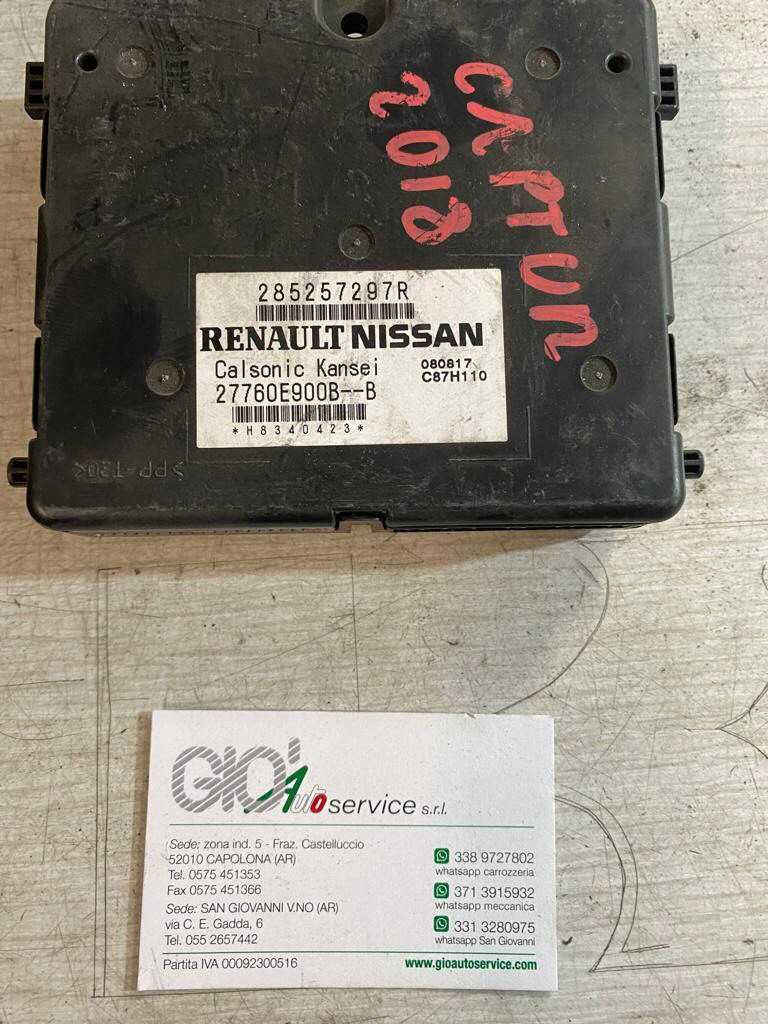 CAPTUR
2018
285257297R
RENAULT NISSAN
Calsonic Kansei
080817
C87H110
27760E900B--B
*H8340423*
>PP-T20<
GIO' Autoservice s.r.l.
Sede: zona ind. 5 - Fraz. Castelluccio
52010 CAPOLONA (AR)
Tel. 0575 451353
Fax 0575 451366
Sede: SAN GIOVANNI V.NO (AR)
via C. E. Gadda, 6
Tel. 055 2657442
338 9727802
whatsapp carrozzeria
371 3915932
whatsapp meccanica
331 3280975
whatsapp San Giovanni
Partita IVA 00092300516
www.gioautoservice.com